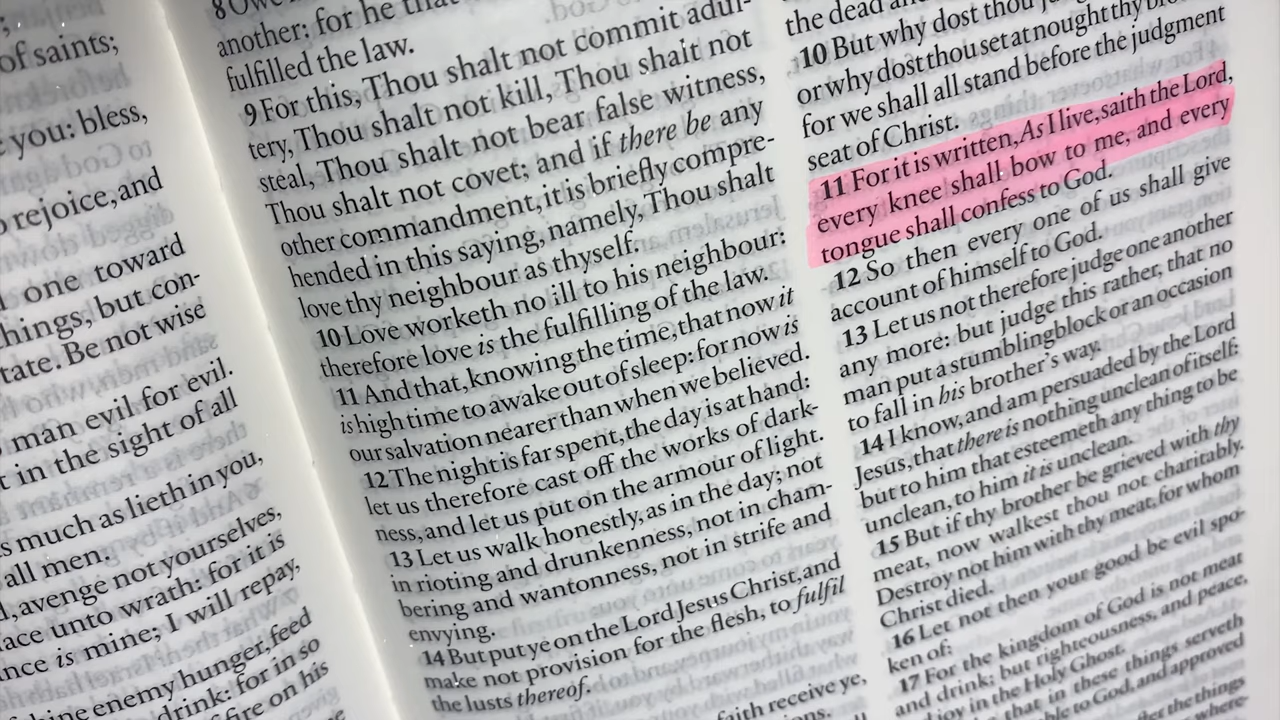 of saints;
you: bless,
rejoice, and
one toward
things, but con-
tate. Be not wise
man evil for evil.
in the sight of all
much as lieth in you,
all men.
avenge not yourselves,
unto wrath: for it is
is mine; I will repay,
enemy hunger, feed
drink: for in so
fire on his
8 Owe
another: for he that
fulfilled the law.
9 For this, Thou shalt not commit adul-
tery, Thou shalt not kill, Thou shalt not
steal, Thou shalt not bear false witness,
Thou shalt not covet; and if there be any
other commandment, it is briefly compre-
hended in this saying, namely, Thou shalt
love thy neighbour as thyself.
10 Love worketh no ill to his neighbour:
therefore love is the fulfilling of the law.
11 And that, knowing the time, that now it
is high time to awake out of sleep: for now is
our salvation nearer than when we believed.
12 The night is far spent, the day is at hand:
let us therefore cast off the works of dark-
ness, and let us put on the armour of light.
13 Let us walk honestly, as in the day; not
in rioting and drunkenness, not in cham-
bering and wantonness, not in strife and
envying.
14 But put ye on the Lord Jesus Christ, and
make not provision for the flesh, to fulfil
the lusts thereof.
faith receive ye,
the dead and
10 But why dost thou
or why dost thou set at nought thy
for we shall all stand before the judgment
seat of Christ.
11 For it is written, As I live, saith the Lord,
every knee shall bow to me, and every
tongue shall confess to God.
12 So then every one of us shall give
account of himself to God.
13 Let us not therefore judge one another
any more: but judge this rather, that no
man put a stumblingblock or an occasion
to fall in his brother's way.
14 I know, and am persuaded by the Lord
Jesus, that there is nothing unclean of itself:
but to him that esteemeth any thing to be
unclean, to him it is unclean.
15 But if thy brother be grieved with thy
meat, now walkest thou not charitably.
Destroy not him with thy meat, for whom
Christ died.
16 Let not then your good be evil spo-
ken of:
17 For the kingdom of God is not meat
and drink; but righteousness, and peace,
joy in the Holy Ghost.
that in these things serveth
to God, and approved
the things